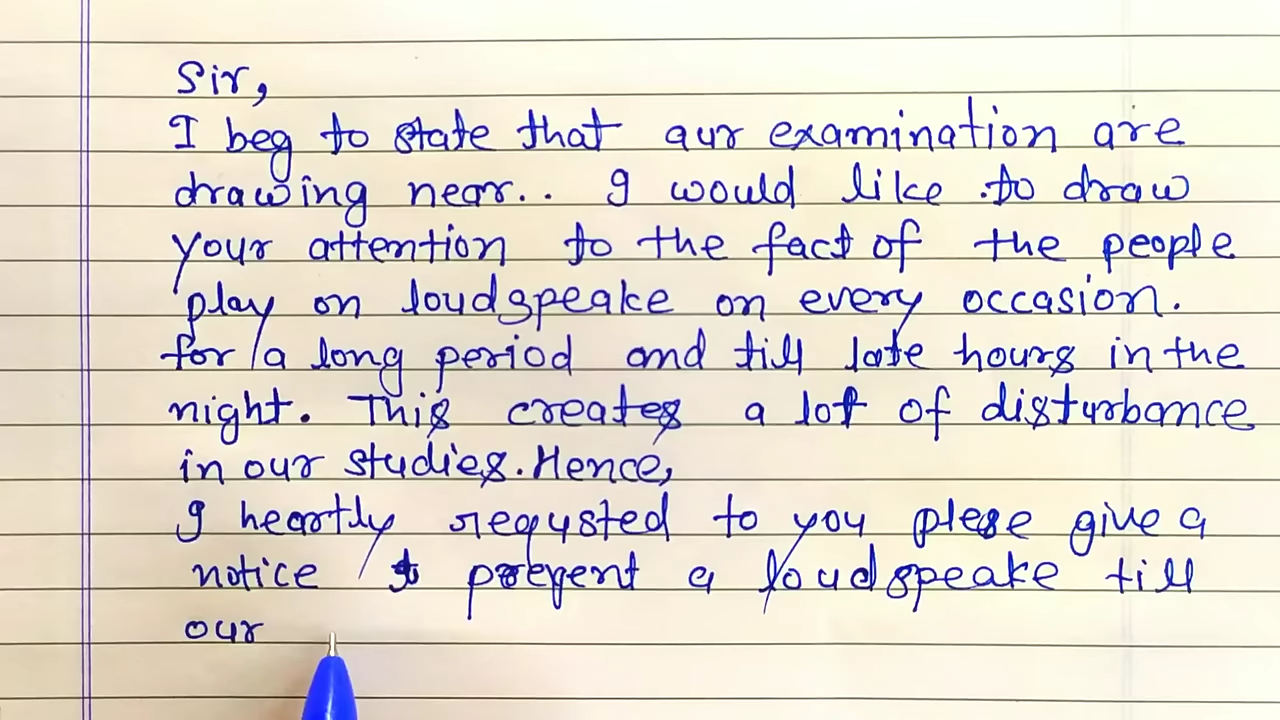 Sir,
I beg to state that our examination are
drawing near.. I would like to draw
your attention to the fact of the people
play on loudspeake on every occasion.
for a long period and till late hours in the
night. This creates a lot of disturbance
in our studies. Hence,
I heartly requsted to you plese give a
notice to prevent a loudspeake till
our